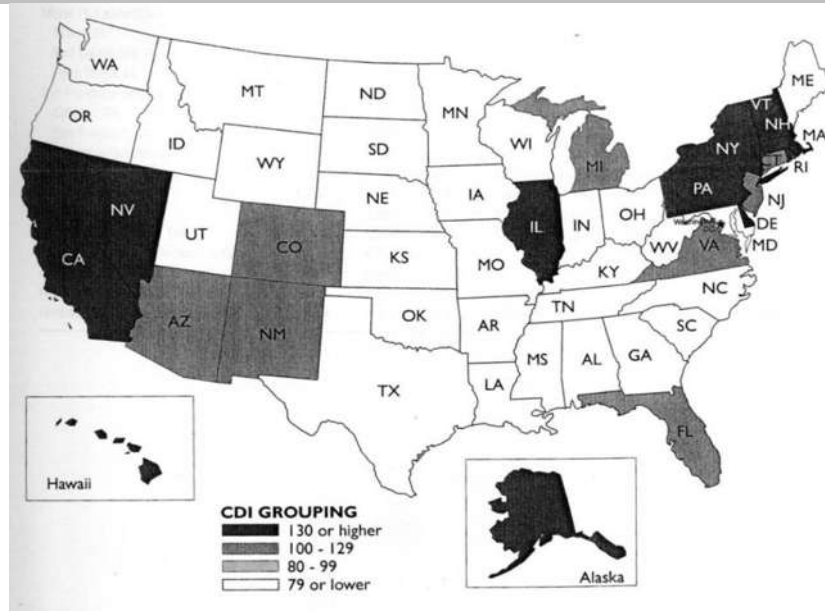 WA
MT
ND
MN
ME
VT
NH
OR
ID
WY
SD
WI
MI
NY
MA
RI
NE
IA
PA
NJ
NV
UT
CO
IL
IN
OH
DE
MD
CA
KS
MO
WV
VA
KY
AZ
NM
OK
AR
TN
NC
SC
TX
LA
MS
AL
GA
FL
Hawaii
Alaska
CDI GROUPING
130 or higher
100 - 129
80 - 99
79 or lower